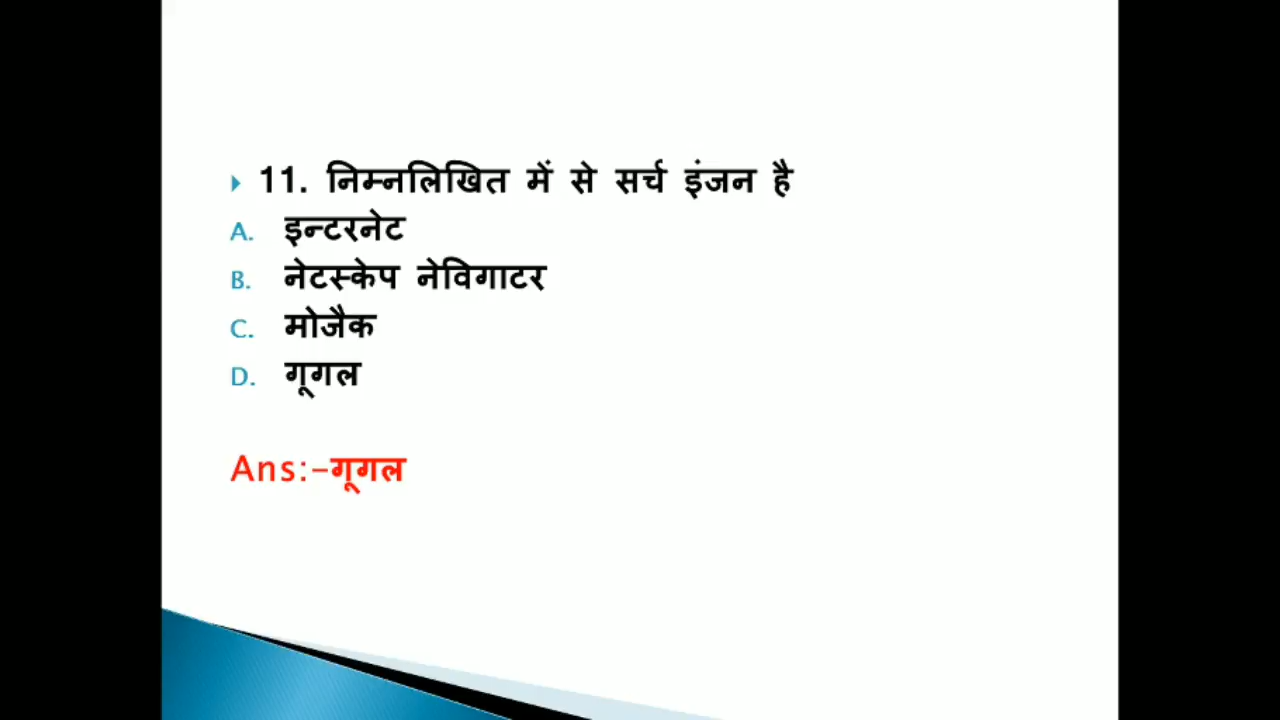 11. निम्नलिखित में से सर्च इंजन है
A. इन्टरनेट
B. नेटस्केप नेविगाटर
C. मोजैक
D. गूगल
Ans:-गूगल